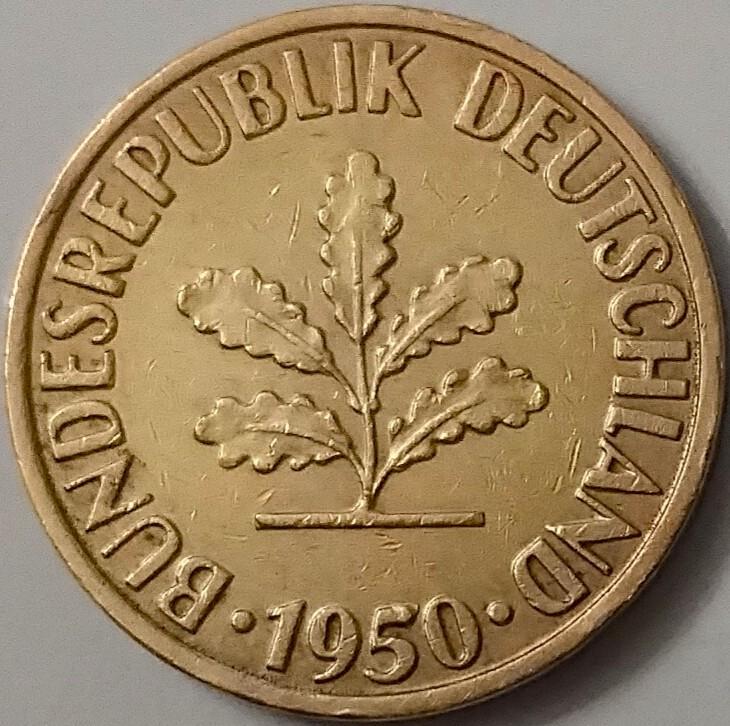 BUNDESREPUBLIK DEUTSCHLAND
· 1950 ·